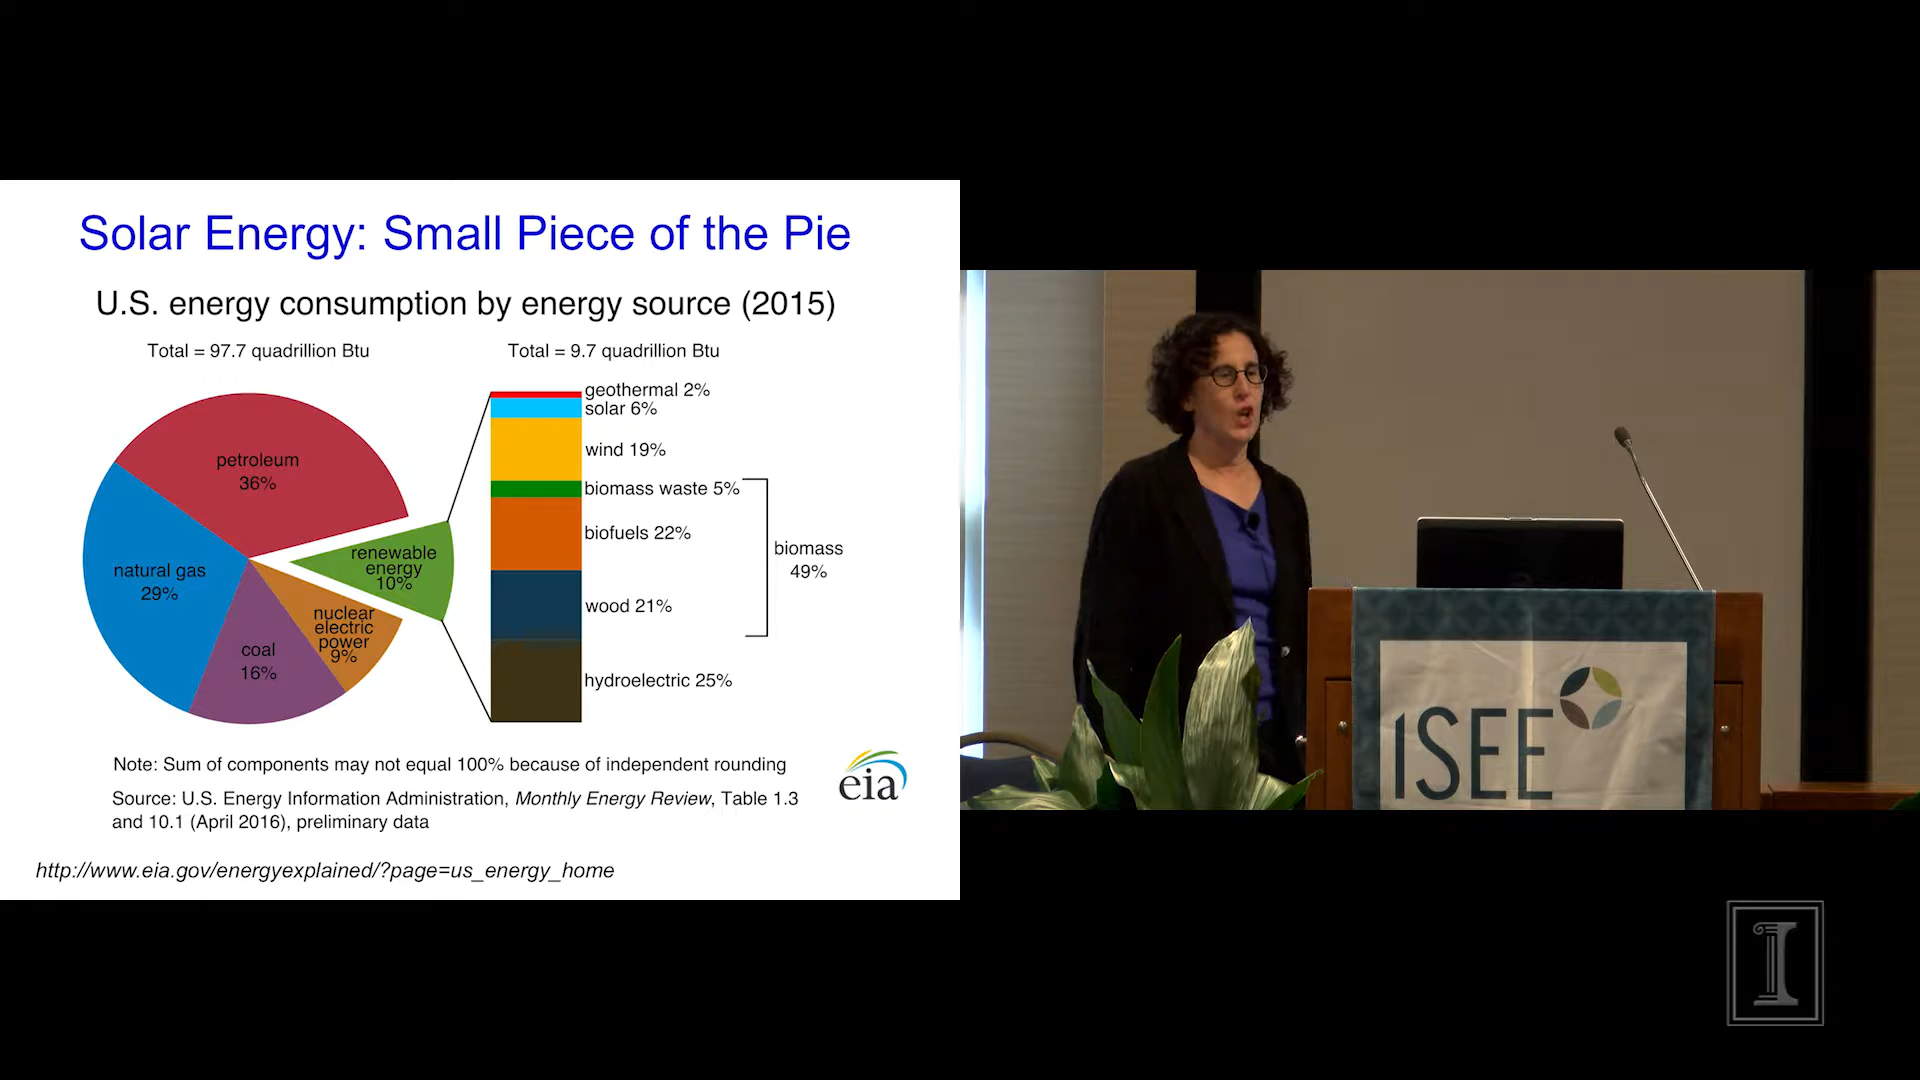 Solar Energy: Small Piece of the Pie
U.S. energy consumption by energy source (2015)
Total = 97.7 quadrillion Btu
Total = 9.7 quadrillion Btu
petroleum
36%
natural gas
29%
coal
16%
nuclear
electric
power
9%
renewable
energy
10%
geothermal 2%
solar 6%
wind 19%
biomass waste 5%
biofuels 22%
wood 21%
hydroelectric 25%
biomass
49%
Note: Sum of components may not equal 100% because of independent rounding
Source: U.S. Energy Information Administration, Monthly Energy Review, Table 1.3
and 10.1 (April 2016), preliminary data
eia
http://www.eia.gov/energyexplained/?page=us_energy_home
iSEE
I